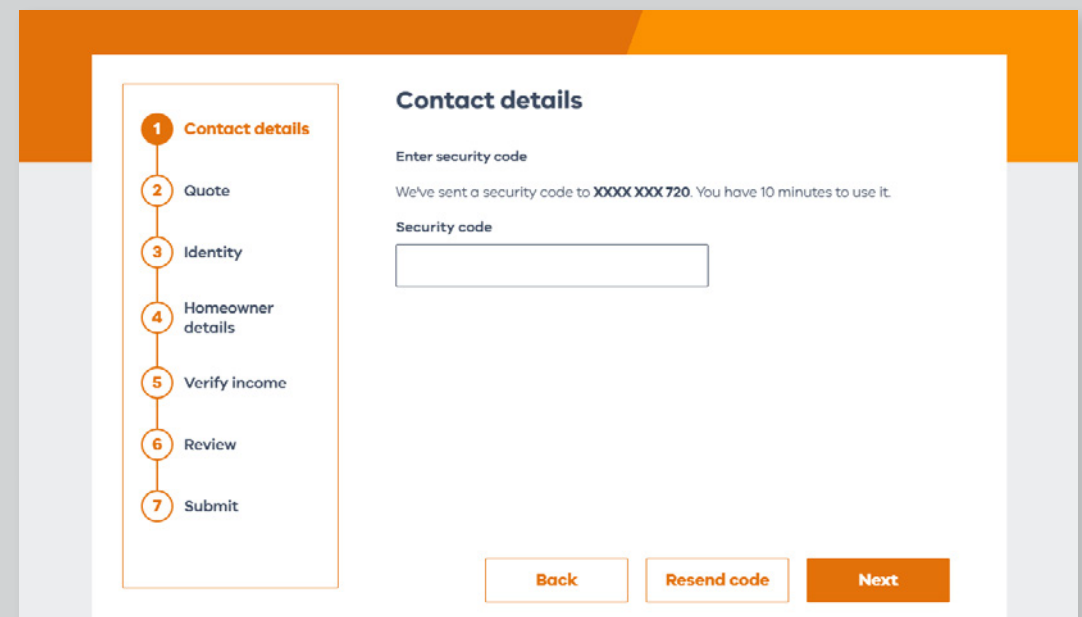 1 Contact details
2 Quote
3 Identity
4 Homeowner
details
5 Verify income
6 Review
7 Submit
Contact details
Enter security code
We've sent a security code to XXXX XXX 720. You have 10 minutes to use it.
Security code
Back Resend code Next